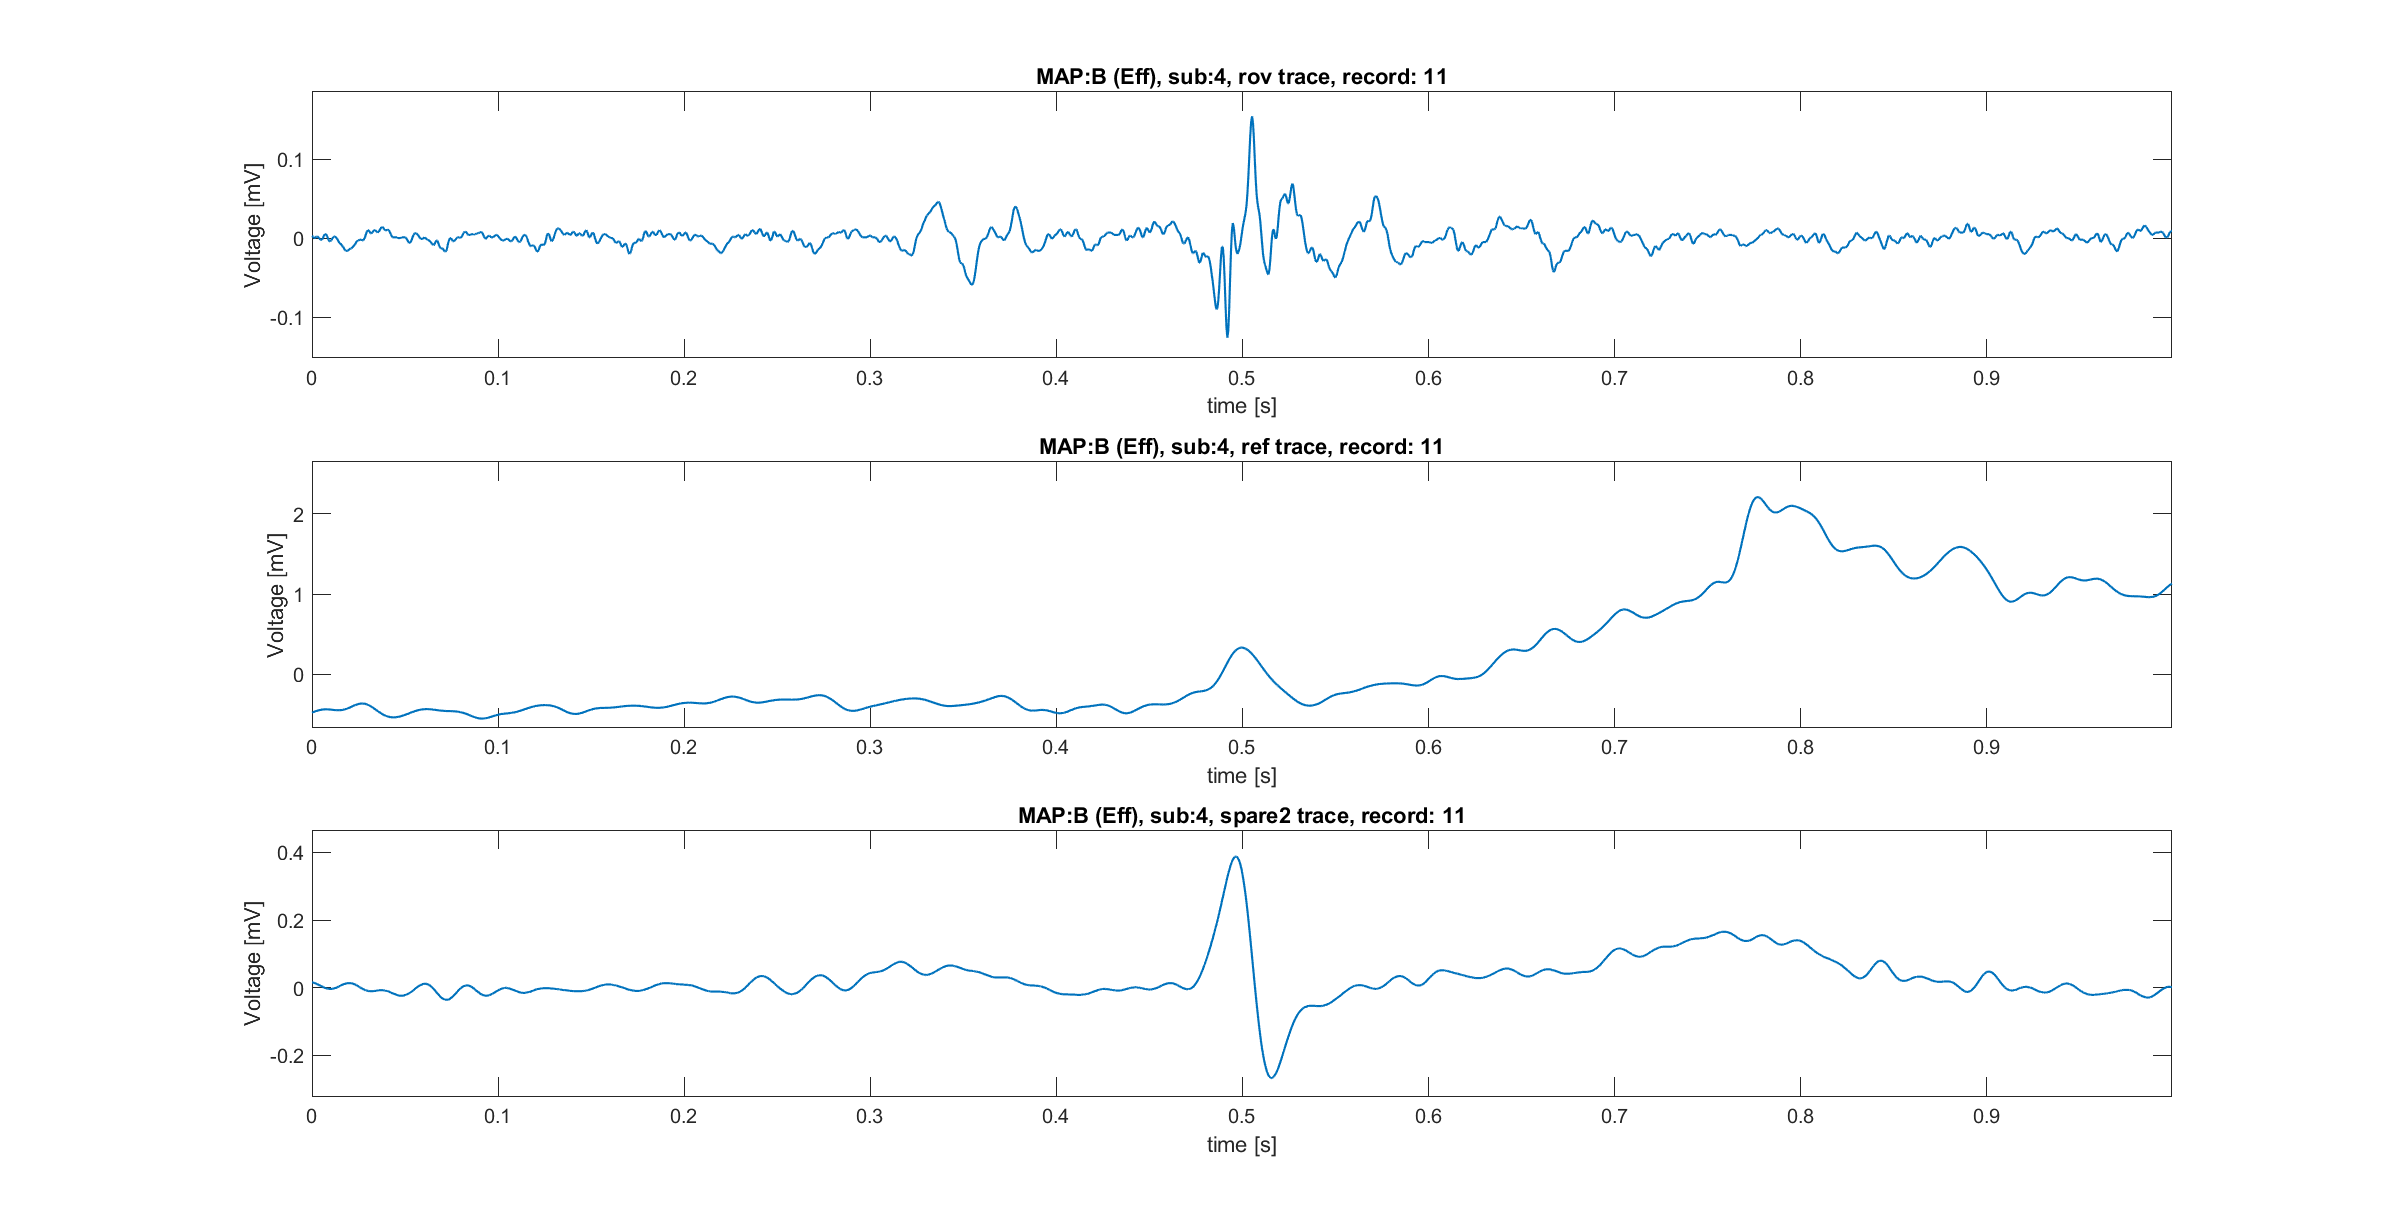 MAP:B (Eff), sub:4, rov trace, record: 11
Voltage [mV]
0.1
0
-0.1
0 0.1 0.2 0.3 0.4 0.5 0.6 0.7 0.8 0.9
time [s]
MAP:B (Eff), sub:4, ref trace, record: 11
Voltage [mV]
2
1
0
0 0.1 0.2 0.3 0.4 0.5 0.6 0.7 0.8 0.9
time [s]
MAP:B (Eff), sub:4, spare2 trace, record: 11
Voltage [mV]
0.4
0.2
0
-0.2
0 0.1 0.2 0.3 0.4 0.5 0.6 0.7 0.8 0.9
time [s]